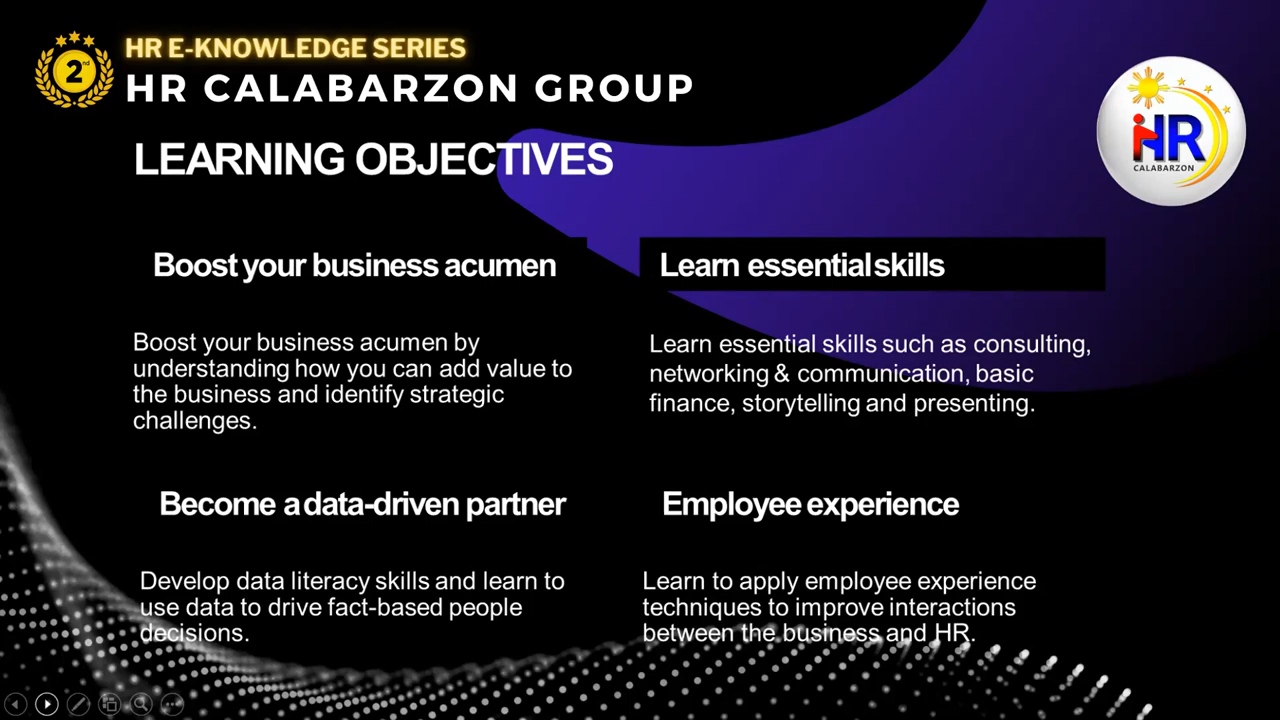 HR E-KNOWLEDGE SERIES
2nd
HR CALABARZON GROUP
HR
CALABARZON
LEARNING OBJECTIVES
Boost your business acumen
Boost your business acumen by
understanding how you can add value to
the business and identify strategic
challenges.
Learn essential skills
Learn essential skills such as consulting,
networking & communication, basic
finance, storytelling and presenting.
Become a data-driven partner
Develop data literacy skills and learn to
use data to drive fact-based people
decisions.
Employee experience
Learn to apply employee experience
techniques to improve interactions
between the business and HR.